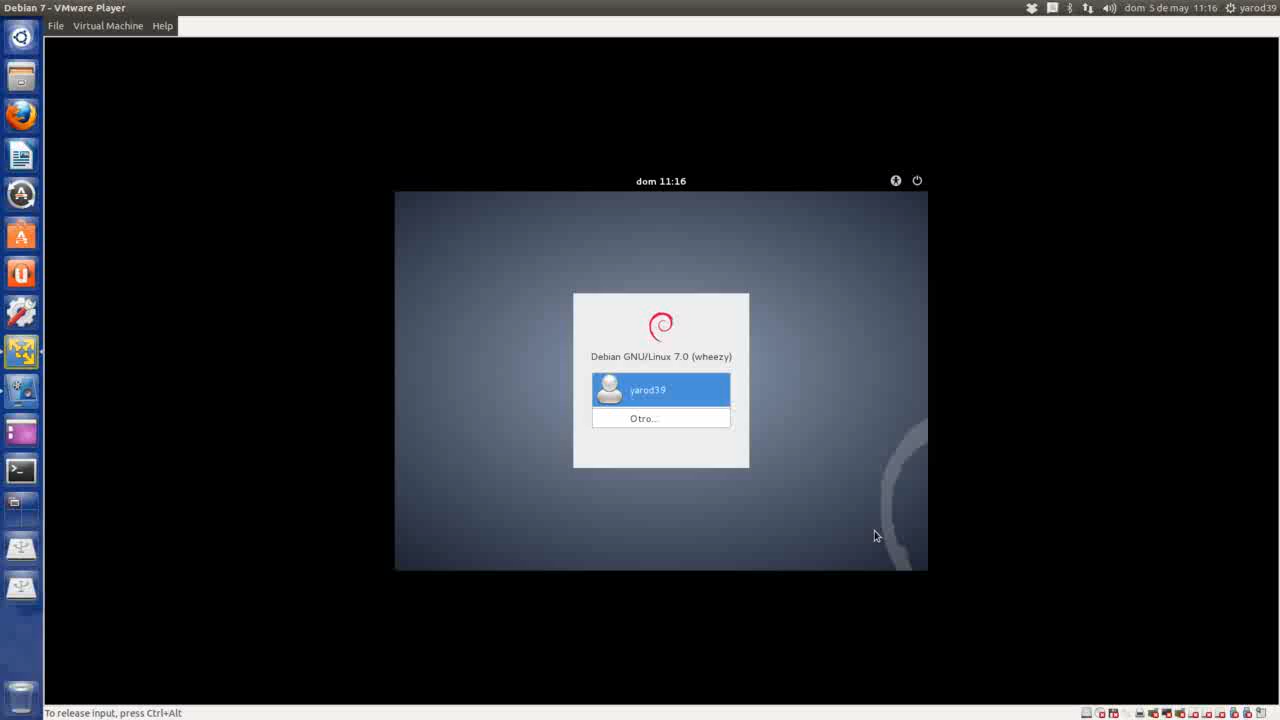 Debian 7 - VMware Player
dom 5 de may 11:16
yarod39
File Virtual Machine Help
dom 11:16
Debian GNU/Linux 7.0 (wheezy)
yarod39
Otro...
To release input, press Ctrl+Alt